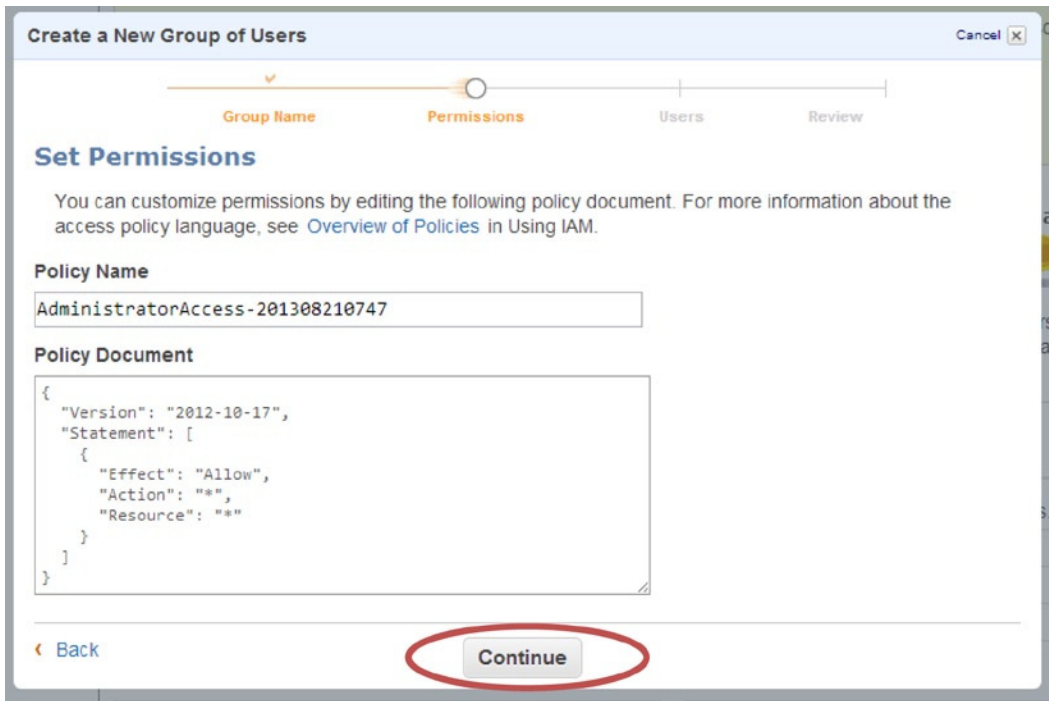 Create a New Group of Users
Cancel
Group Name
Permissions
Users
Review
Set Permissions
You can customize permissions by editing the following policy document. For more information about the
access policy language, see Overview of Policies in Using IAM.
Policy Name
AdministratorAccess-201308210747
Policy Document
{
"Version": "2012-10-17",
"Statement": [
{
"Effect": "Allow",
"Action": "*",
"Resource": "*"
}
]
}
Back
Continue